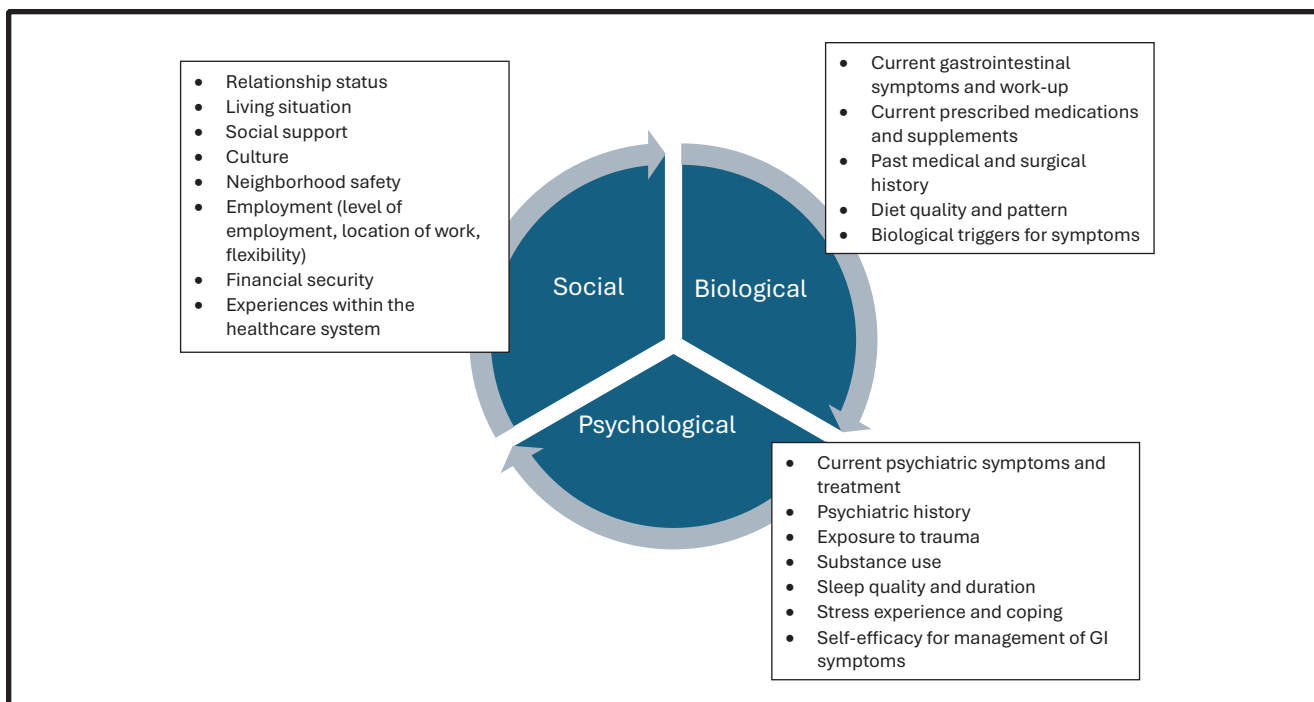 • Relationship status
• Living situation
• Social support
• Culture
• Neighborhood safety
• Employment (level of
employment, location of work,
flexibility)
• Financial security
• Experiences within the
healthcare system
• Current gastrointestinal
symptoms and work-up
• Current prescribed medications
and supplements
• Past medical and surgical
history
• Diet quality and pattern
• Biological triggers for symptoms
Social
Biological
Psychological
• Current psychiatric symptoms and
treatment
• Psychiatric history
• Exposure to trauma
• Substance use
• Sleep quality and duration
• Stress experience and coping
• Self-efficacy for management of GI
symptoms